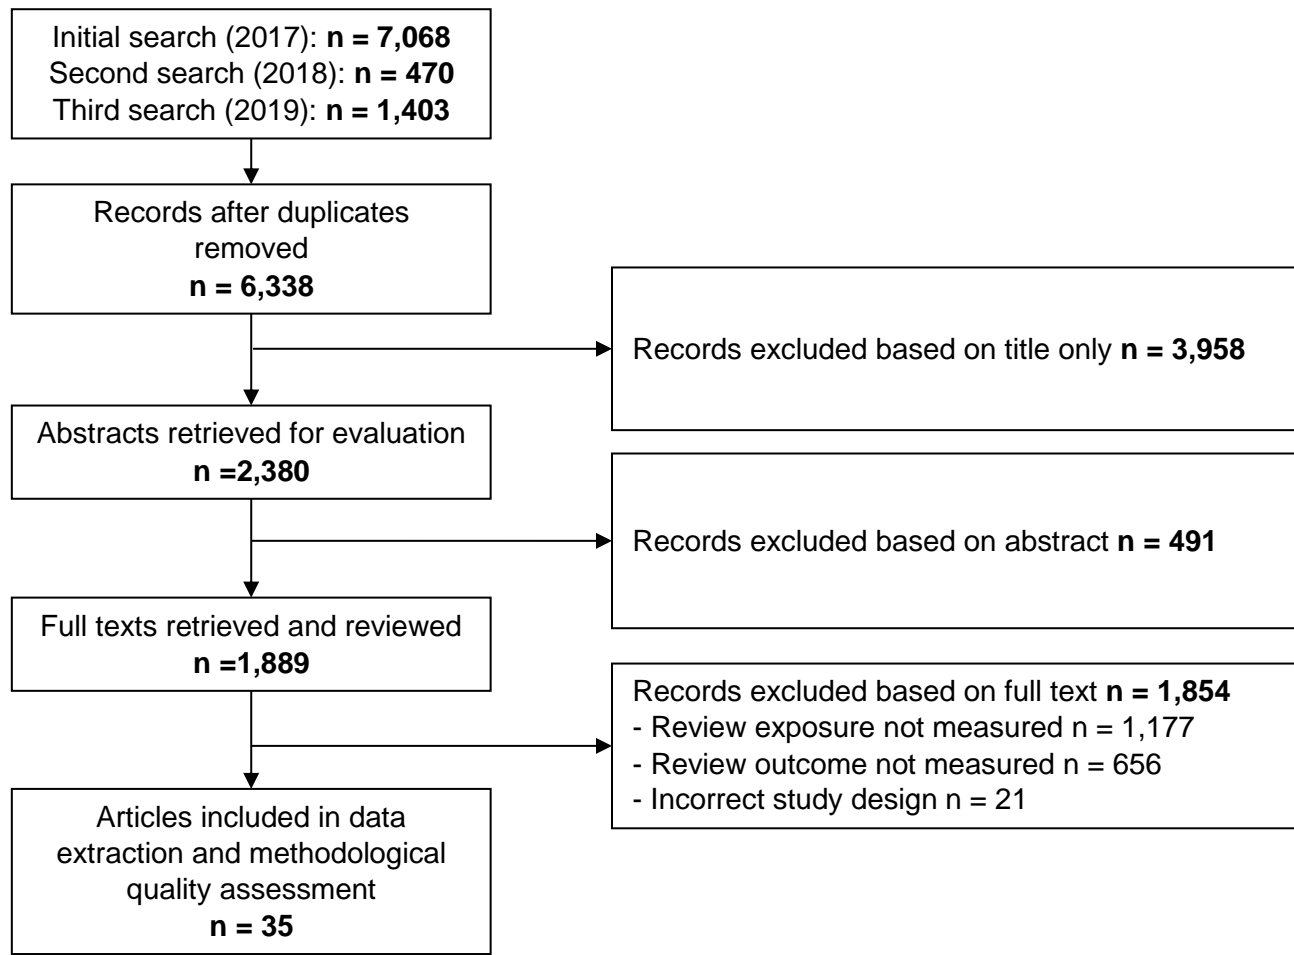 Initial search (2017): n = 7,068
Second search (2018): n = 470
Third search (2019): n = 1,403
Records after duplicates
removed
n = 6,338
Records excluded based on title only n = 3,958
Abstracts retrieved for evaluation
n =2,380
Records excluded based on abstract n = 491
Full texts retrieved and reviewed
n =1,889
Records excluded based on full text n = 1,854
- Review exposure not measured n = 1,177
- Review outcome not measured n = 656
- Incorrect study design n = 21
Articles included in data
extraction and methodological
quality assessment
n = 35